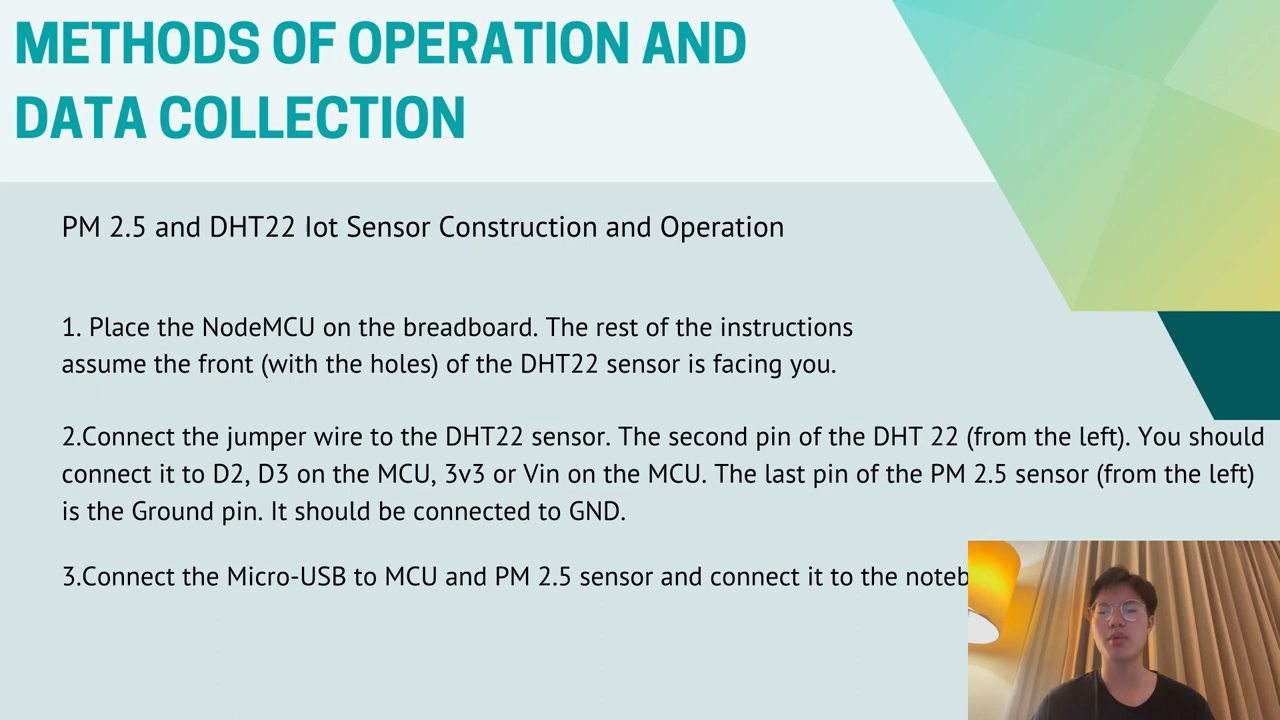 METHODS OF OPERATION AND
DATA COLLECTION
PM 2.5 and DHT22 Iot Sensor Construction and Operation
1. Place the NodeMCU on the breadboard. The rest of the instructions
assume the front (with the holes) of the DHT22 sensor is facing you.
2.Connect the jumper wire to the DHT22 sensor. The second pin of the DHT 22 (from the left). You should
connect it to D2, D3 on the MCU, 3v3 or Vin on the MCU. The last pin of the PM 2.5 sensor (from the left)
is the Ground pin. It should be connected to GND.
3.Connect the Micro-USB to MCU and PM 2.5 sensor and connect it to the